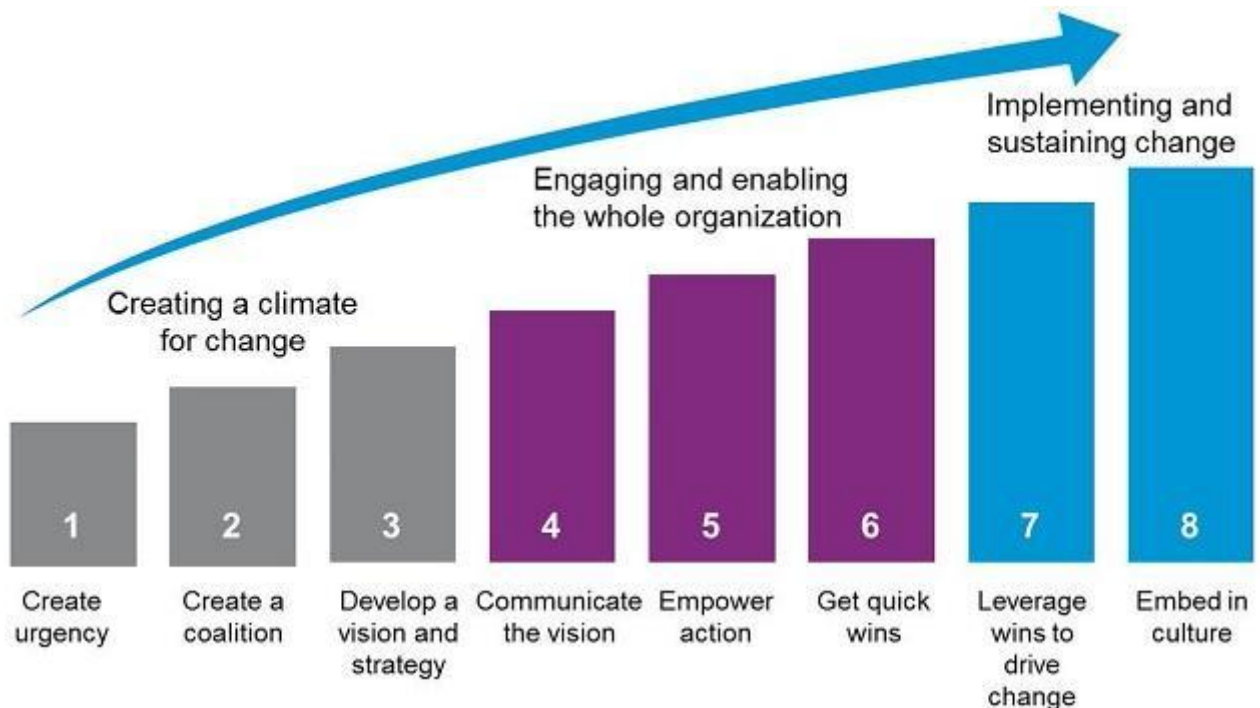 Implementing and
sustaining change
Engaging and enabling
the whole organization
Creating a climate
for change
1
2
3
4
5
6
7
8
Create
urgency
Create a
coalition
Develop a
vision and
strategy
Communicate
the vision
Empower
action
Get quick
wins
Leverage
wins to
drive
change
Embed in
culture